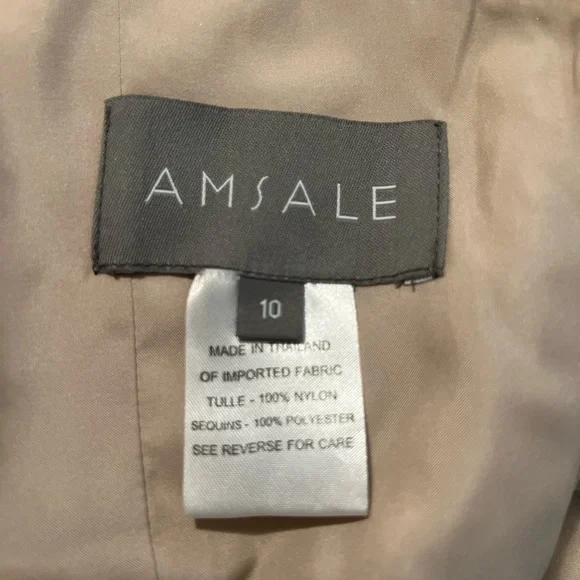 AMSALE
10
MADE IN THAILAND
OF IMPORTED FABRIC
TULLE - 100% NYLON
SEQUINS - 100% POLYESTER
SEE REVERSE FOR CARE